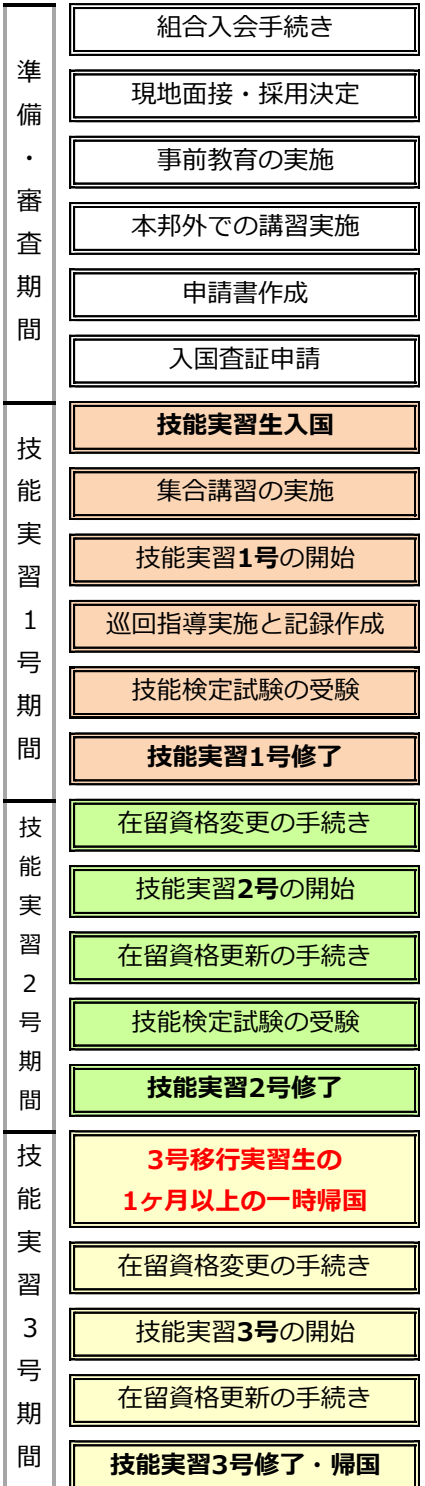 準備・審査期間
組合入会手続き
現地面接・採用決定
事前教育の実施
本邦外での講習実施
申請書作成
入国査証申請
技能実習1号期間
技能実習生入国
集合講習の実施
技能実習1号の開始
巡回指導実施と記録作成
技能検定試験の受験
技能実習1号修了
技能実習2号期間
在留資格変更の手続き
技能実習2号の開始
在留資格更新の手続き
技能検定試験の受験
技能実習2号修了
技能実習3号期間
3号移行実習生の
1ヶ月以上の一時帰国
在留資格変更の手続き
技能実習3号の開始
在留資格更新の手続き
技能実習3号修了・帰国